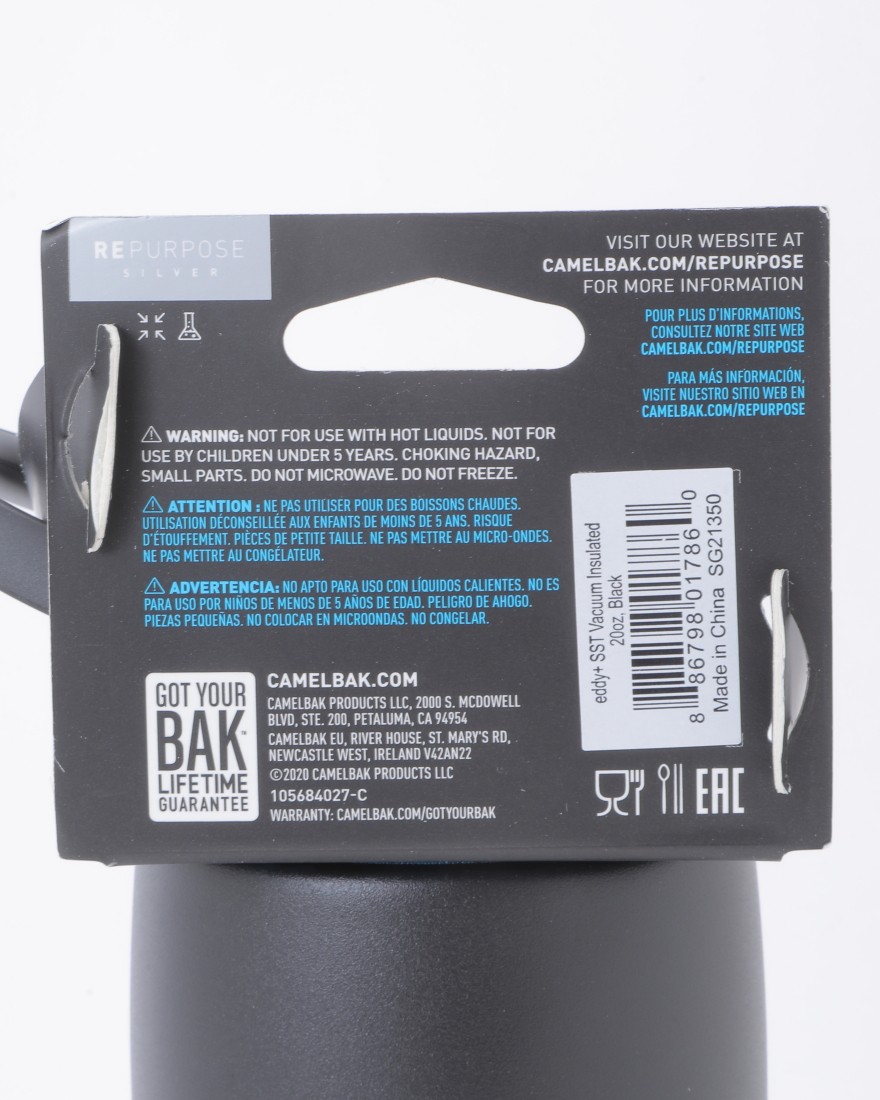 REPURPOSE
SILVER
VISIT OUR WEBSITE AT
CAMELBAK.COM/REPURPOSE
FOR MORE INFORMATION
POUR PLUS D'INFORMATIONS,
CONSULTEZ NOTRE SITE WEB
CAMELBAK.COM/REPURPOSE
PARA MÁS INFORMACIÓN,
VISITE NUESTRO SITIO WEB EN
CAMELBAK.COM/REPURPOSE
WARNING: NOT FOR USE WITH HOT LIQUIDS. NOT FOR
USE BY CHILDREN UNDER 5 YEARS. CHOKING HAZARD,
SMALL PARTS. DO NOT MICROWAVE. DO NOT FREEZE.
ATTENTION : NE PAS UTILISER POUR DES BOISSONS CHAUDES.
UTILISATION DÉCONSEILLÉE AUX ENFANTS DE MOINS DE 5 ANS. RISQUE
D'ÉTOUFFEMENT. PIÈCES DE PETITE TAILLE. NE PAS METTRE AU MICRO-ONDES.
NE PAS METTRE AU CONGÉLATEUR.
ADVERTENCIA: NO APTO PARA USO CON LÍQUIDOS CALIENTES. NO ES
PARA USO POR NIÑOS DE MENOS DE 5 AÑOS DE EDAD. PELIGRO DE AHOGO.
PIEZAS PEQUEÑAS. NO COLOCAR EN MICROONDAS. NO CONGELAR.
eddy+ SST Vacuum Insulated
20oz, Black
8 86798 01786 0
Made in China SG21350
GOT YOUR
BAK™
LIFETIME
GUARANTEE
CAMELBAK.COM
CAMELBAK PRODUCTS LLC, 2000 S. MCDOWELL
BLVD, STE. 200, PETALUMA, CA 94954
CAMELBAK EU, RIVER HOUSE, ST. MARY'S RD,
NEWCASTLE WEST, IRELAND V42AN22
©2020 CAMELBAK PRODUCTS LLC
105684027-C
WARRANTY: CAMELBAK.COM/GOTYOURBAK
EAC